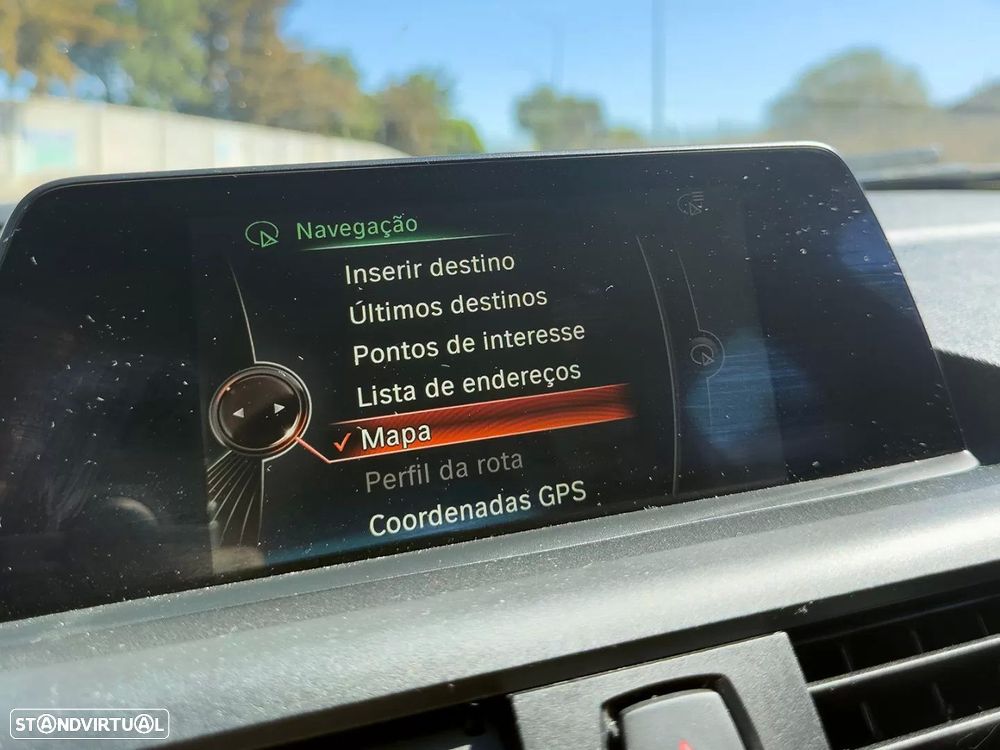 Navegação
Inserir destino
Últimos destinos
Pontos de interesse
Lista de endereços
Mapa
Perfil da rota
Coordenadas GPS
STANDVIRTUAL